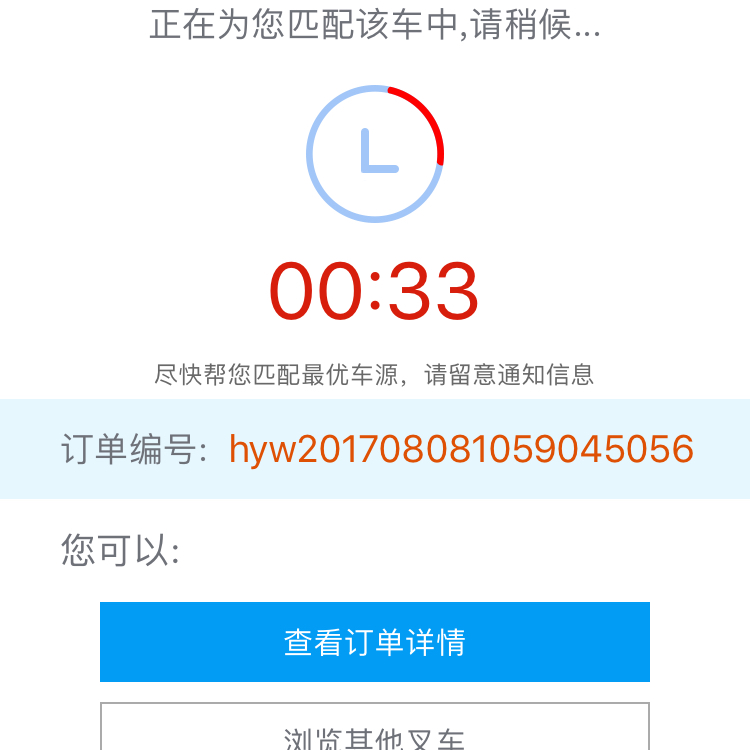 正在为您匹配该车中,请稍候...
00:33
尽快帮您匹配最优车源，请留意通知信息
订单编号: hyw201708081059045056
您可以:
查看订单详情
浏览其他叉车